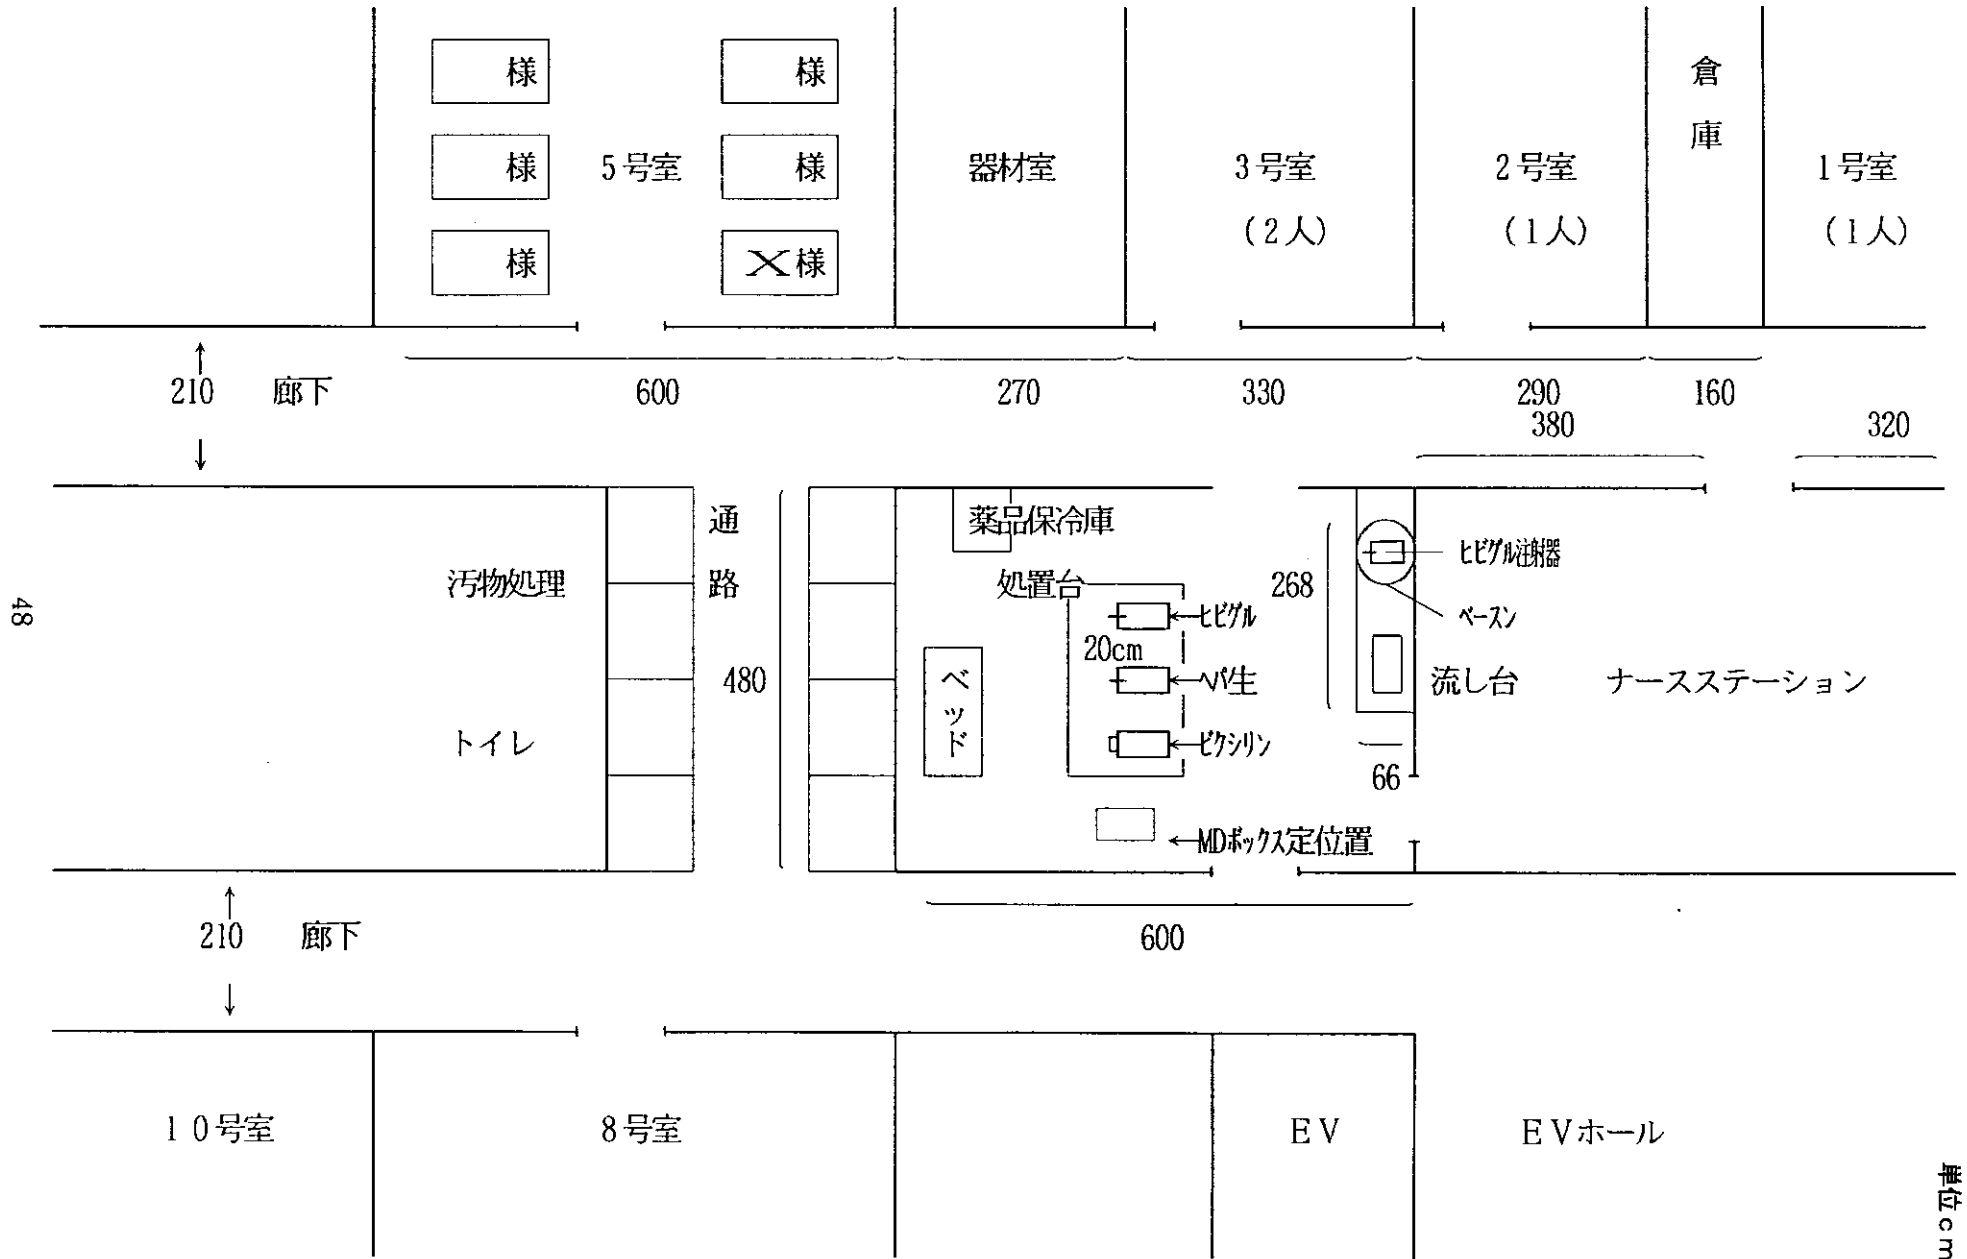 様
様
倉
庫
様
5号室
様
器材室
3号室
2号室
1号室
(2人)
(1人)
(1人)
様
X様
210
廊下
600
270
330
290
160
380
320
通
路
薬品保冷庫
汚物処理
処置台
268
ヒビグル注射器
ヒビグル
ベースン
20cm
480
ベッド
ヘパ生
流し台
ナースステーション
トイレ
ビクシリン
66
MDボックス定位置
210
廊下
600
10号室
8号室
EV
EVホール
48
単位cm